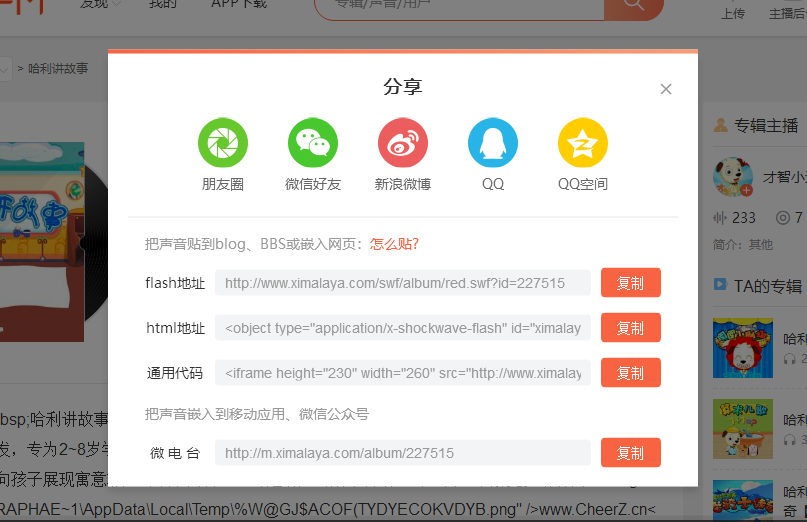 发现 我的 APP下载 专辑/声音/用户 上传
> 哈利讲故事
分享
朋友圈 微信好友 新浪微博 QQ QQ空间
把声音贴到blog、BBS或嵌入网页：怎么贴?
flash地址 http://www.ximalaya.com/swf/album/red.swf?id=227515 复制
html地址 <object type="application/x-shockwave-flash" id="ximalay 复制
通用代码 <iframe height="230" width="260" src="http://www.ximalay 复制
把声音嵌入到移动应用、微信公众号
微 电 台 http://m.ximalaya.com/album/227515 复制
专辑主播
才智小
233 7
简介：其他
TA的专辑
哈利
哈利
bsp;哈利讲故事
发，专为2~8岁学
向孩子展现寓意
RAPHAE~1\AppData\Local\Temp\%W@GJ$ACOF(TYDYECOKVDYB.png" />www.CheerZ.cn<